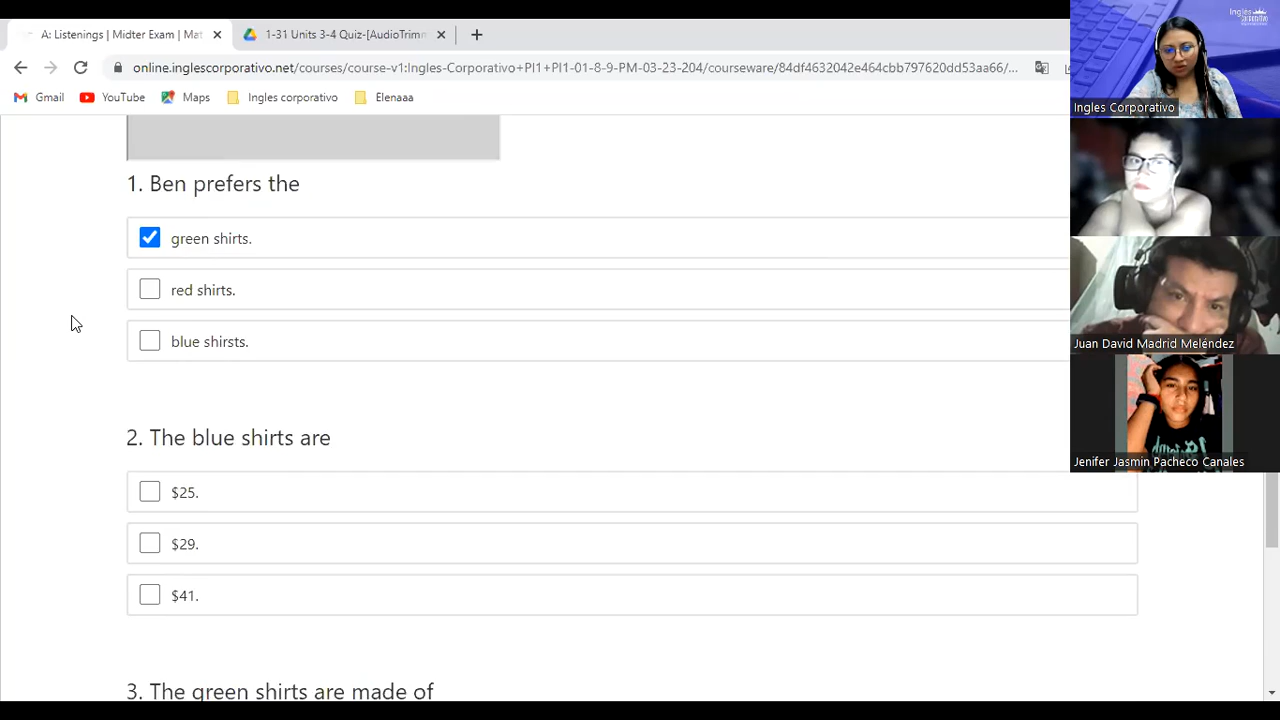 A: Listenings | Midter Exam | Mat
1-31 Units 3-4 Quiz-[AudioTrim
online.inglescorporativo.net/courses/course-v1:Ingles-Corporativo+PI1+PI1-01-8-9-PM-03-23-204/courseware/84df4632042e464cbb797620dd53aa66/...
Gmail
YouTube
Maps
Ingles corporativo
Elenaaa
1. Ben prefers the
green shirts.
red shirts.
blue shirsts.
2. The blue shirts are
$25.
$29.
$41.
3. The green shirts are made of
Ingles
Ingles Corporativo
Juan David Madrid Meléndez
Jenifer Jasmin Pacheco Canales